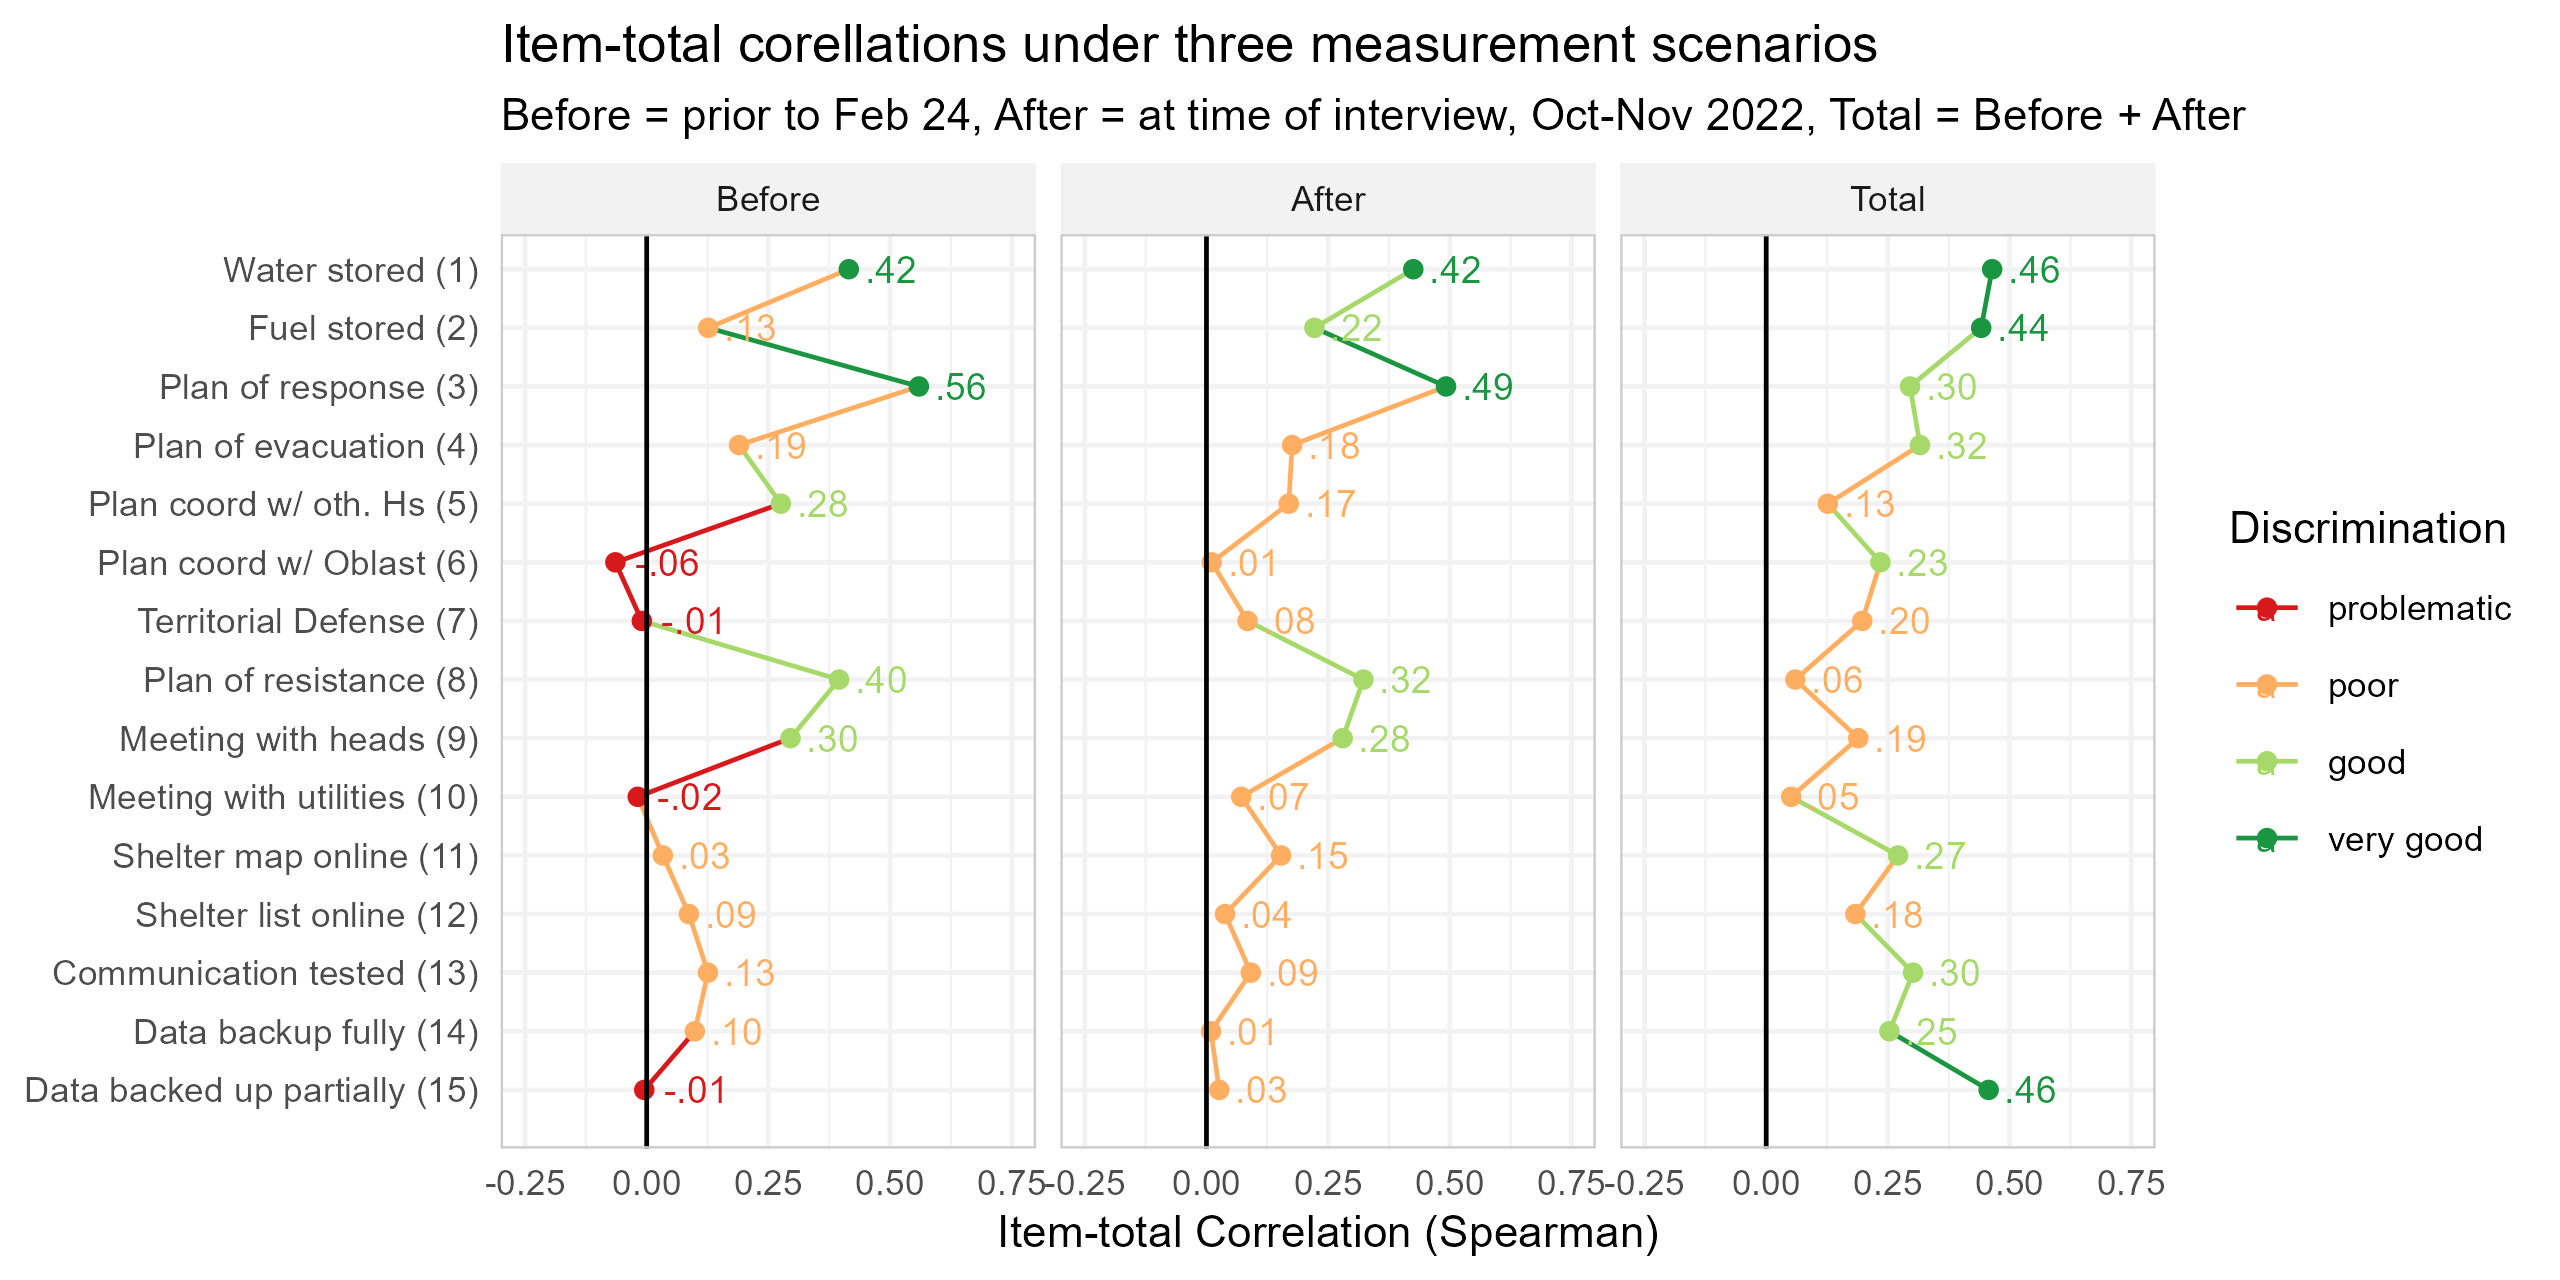 Item-total corellations under three measurement scenarios
Before = prior to Feb 24, After = at time of interview, Oct-Nov 2022, Total = Before + After
Before After Total
Water stored (1) .42 .42 .46
Fuel stored (2) .13 .22 .44
Plan of response (3) .56 .49 .30
Plan of evacuation (4) .19 .18 .32
Plan coord w/ oth. Hs (5) .28 .17 .13
Plan coord w/ Oblast (6) -.06 .01 .23
Territorial Defense (7) -.01 .08 .20
Plan of resistance (8) .40 .32 .06
Meeting with heads (9) .30 .28 .19
Meeting with utilities (10) -.02 .07 .05
Shelter map online (11) .03 .15 .27
Shelter list online (12) .09 .04 .18
Communication tested (13) .13 .09 .30
Data backup fully (14) .10 .01 .25
Data backed up partially (15) -.01 .03 .46
-0.25 0.00 0.25 0.50 0.75 -0.25 0.00 0.25 0.50 0.75 -0.25 0.00 0.25 0.50 0.75
Item-total Correlation (Spearman)
Discrimination
problematic
poor
good
very good